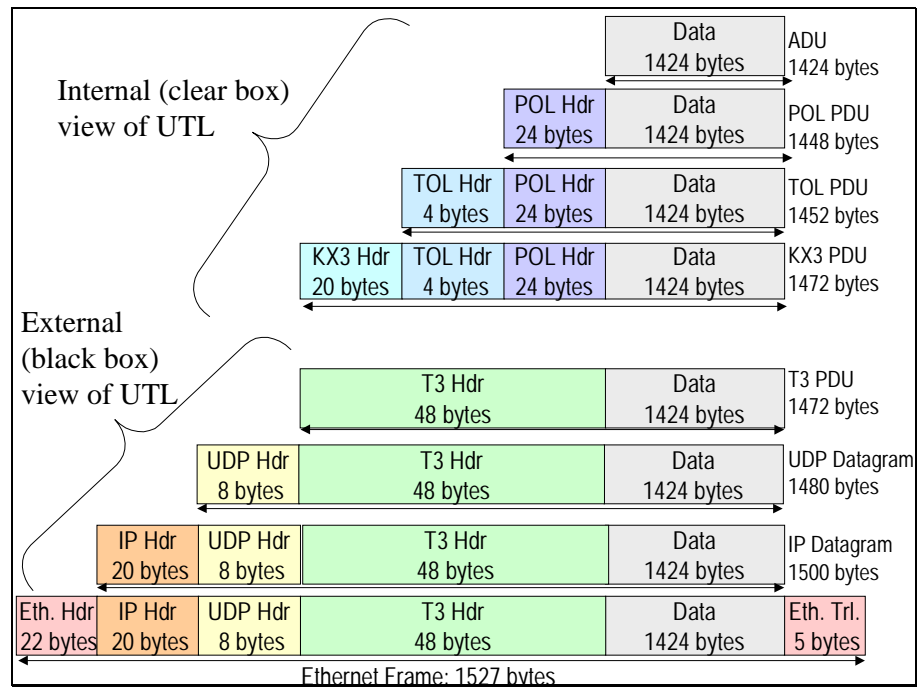 Data
1424 bytes
ADU
1424 bytes
Internal (clear box)
view of UTL
POL Hdr
24 bytes
Data
1424 bytes
POL PDU
1448 bytes
TOL Hdr
4 bytes
POL Hdr
24 bytes
Data
1424 bytes
TOL PDU
1452 bytes
KX3 Hdr
20 bytes
TOL Hdr
4 bytes
POL Hdr
24 bytes
Data
1424 bytes
KX3 PDU
1472 bytes
External
(black box)
view of UTL
T3 Hdr
48 bytes
Data
1424 bytes
T3 PDU
1472 bytes
UDP Hdr
8 bytes
T3 Hdr
48 bytes
Data
1424 bytes
UDP Datagram
1480 bytes
IP Hdr
20 bytes
UDP Hdr
8 bytes
T3 Hdr
48 bytes
Data
1424 bytes
IP Datagram
1500 bytes
Eth. Hdr
22 bytes
IP Hdr
20 bytes
UDP Hdr
8 bytes
T3 Hdr
48 bytes
Data
1424 bytes
Eth. Trl.
5 bytes
Ethernet Frame: 1527 bytes